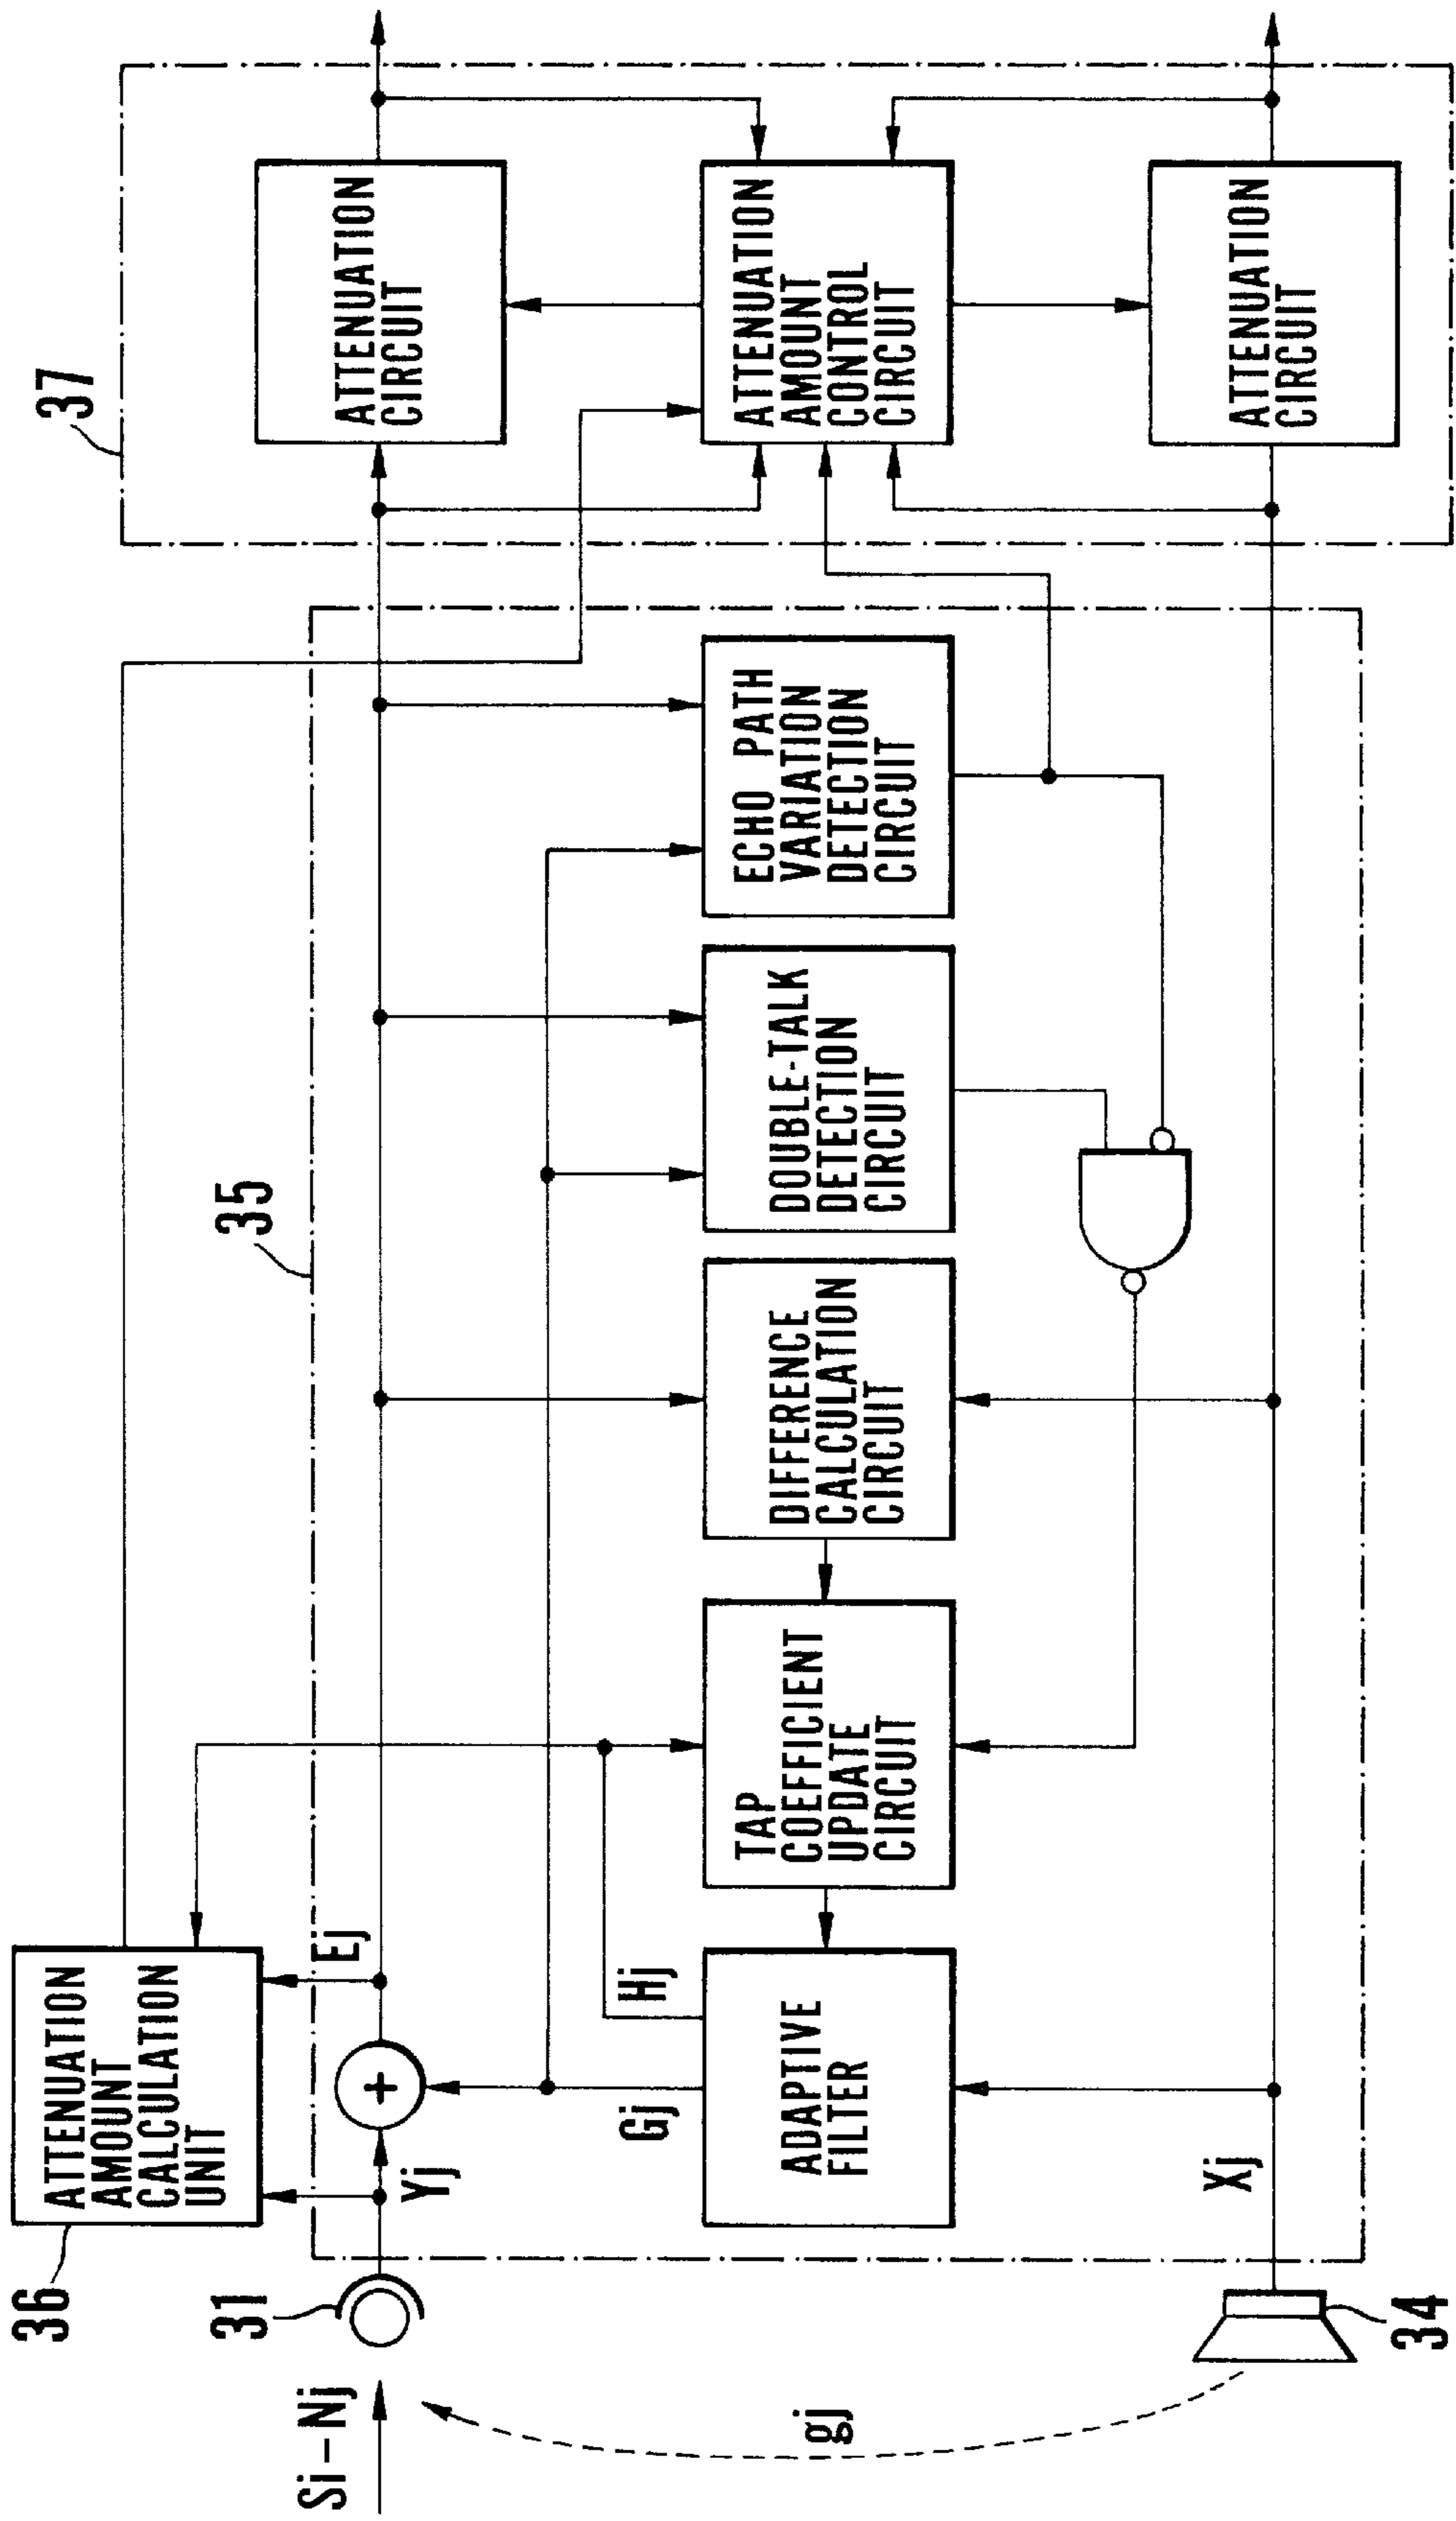 36
ATTENUATION
AMOUNT
CALCULATION
UNIT
37
35
31
Si-Nj
Yj
Ej
ATTENUATION
CIRCUIT
Gj
Hj
ADAPTIVE
FILTER
TAP
COEFFICIENT
UPDATE
CIRCUIT
DIFFERENCE
CALCULATION
CIRCUIT
DOUBLE-TALK
DETECTION
CIRCUIT
ECHO PATH
VARIATION
DETECTION
CIRCUIT
ATTENUATION
AMOUNT
CONTROL
CIRCUIT
gj
Xj
34
ATTENUATION
CIRCUIT